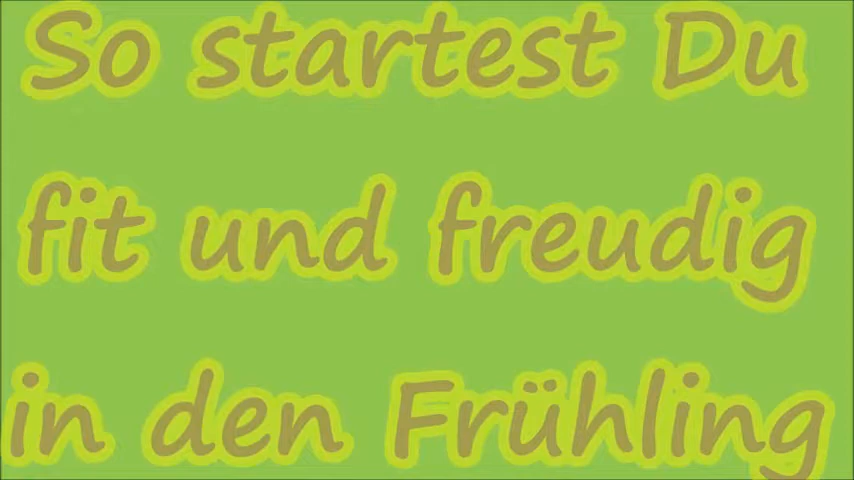 So startest Du
fit und freudig
in den Frühling